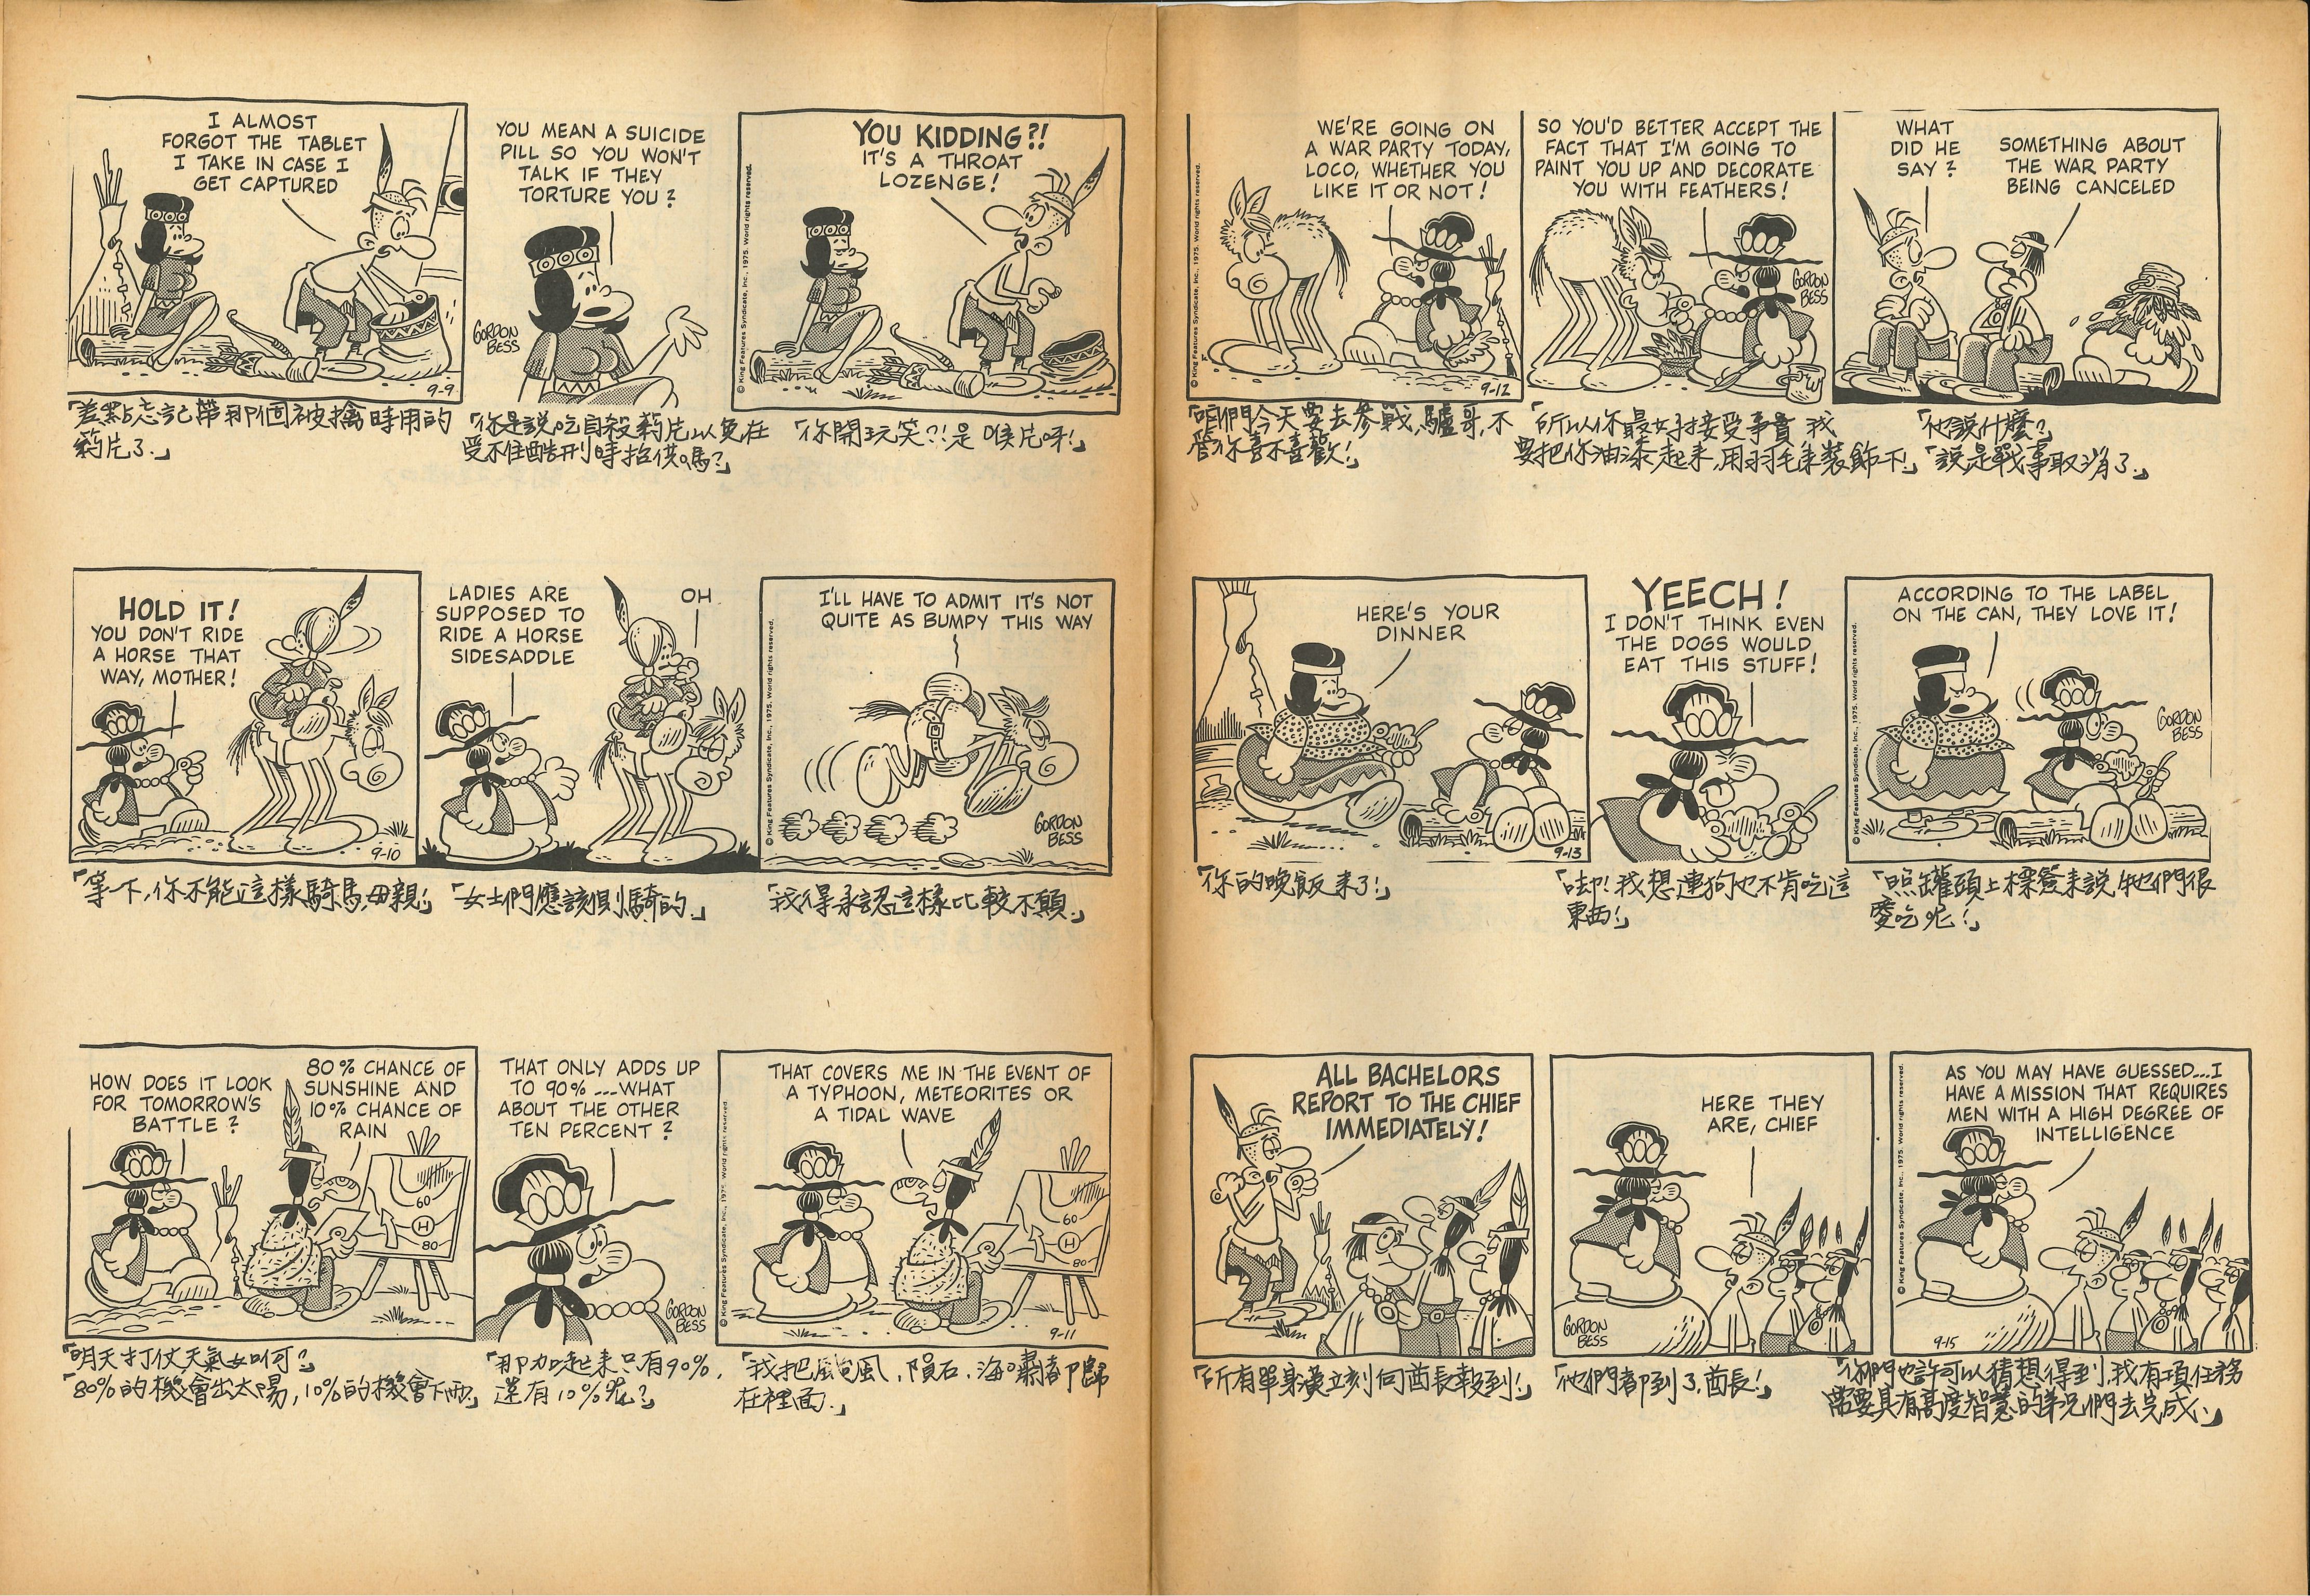 I ALMOST
FORGOT THE TABLET
I TAKE IN CASE I
GET CAPTURED
9-9
YOU MEAN A SUICIDE
PILL SO YOU WON'T
TALK IF THEY
TORTURE YOU?
GORDON
BESS
YOU KIDDING?!
IT'S A THROAT
LOZENGE!
© King Features Syndicate, Inc., 1975. World rights reserved.
「差點忘記帶那個被擒時用的
葯片了.」
「你是説吃自殺葯片以免在
受不住酷刑時招供嗎?」
「你開玩笑?!是喉片呀!」
HOLD IT!
YOU DON'T RIDE
A HORSE THAT
WAY, MOTHER!
9-10
LADIES ARE
SUPPOSED TO
RIDE A HORSE
SIDESADDLE
OH
I'LL HAVE TO ADMIT IT'S NOT
QUITE AS BUMPY THIS WAY
© King Features Syndicate, Inc., 1975. World rights reserved.
GORDON
BESS
「等一下,你不能這樣騎馬,母親!」
「女士們應該側騎的.」
「我得承認這樣比較不顛.」
HOW DOES IT LOOK
FOR TOMORROW'S
BATTLE?
80% CHANCE OF
SUNSHINE AND
10% CHANCE OF
RAIN
60
H
80
THAT ONLY ADDS UP
TO 90%...WHAT
ABOUT THE OTHER
TEN PERCENT?
GORDON
BESS
THAT COVERS ME IN THE EVENT OF
A TYPHOON, METEORITES OR
A TIDAL WAVE
60
H
80
© King Features Syndicate, Inc., 1975. World rights reserved.
9-11
「明天打仗天氣如何?」
「80%的機會出太陽,10%的機會下雨.」
「那加起來只有90%,
還有10%呢?」
「我把颱風,隕石,海嘯都歸
在裡面.」
WE'RE GOING ON
A WAR PARTY TODAY,
LOCO, WHETHER YOU
LIKE IT OR NOT!
© King Features Syndicate, Inc., 1975. World rights reserved.
9-12
SO YOU'D BETTER ACCEPT THE
FACT THAT I'M GOING TO
PAINT YOU UP AND DECORATE
YOU WITH FEATHERS!
GORDON
BESS
WHAT
DID HE
SAY?
SOMETHING ABOUT
THE WAR PARTY
BEING CANCELED
「咱們今天要去參戰,驢哥,不
管你喜不喜歡!」
「所以你最好接受事實 我
要把你油漆起來,用羽毛來裝飾下!」
「他說什麼?」
「說是戰事取消了.」
HERE'S YOUR
DINNER
9-13
YEECH!
I DON'T THINK EVEN
THE DOGS WOULD
EAT THIS STUFF!
ACCORDING TO THE LABEL
ON THE CAN, THEY LOVE IT!
© King Features Syndicate, Inc., 1975. World rights reserved.
GORDON
BESS
「你的晚飯來了!」
我想連狗也不肯吃這
東西!」
「照罐頭上標簽來説,牠們很
愛吃呢!」
ALL BACHELORS
REPORT TO THE CHIEF
IMMEDIATELY!
HERE THEY
ARE, CHIEF
GORDON
BESS
AS YOU MAY HAVE GUESSED...I
HAVE A MISSION THAT REQUIRES
MEN WITH A HIGH DEGREE OF
INTELLIGENCE
© King Features Syndicate, Inc., 1975. World rights reserved.
9-15
「所有單身漢立刻向酋長報到!」
「他們都到了,酋長!」
「你們也許可以猜想得到,我有項任務
需要具有高度智慧的弟兄們去完成.」